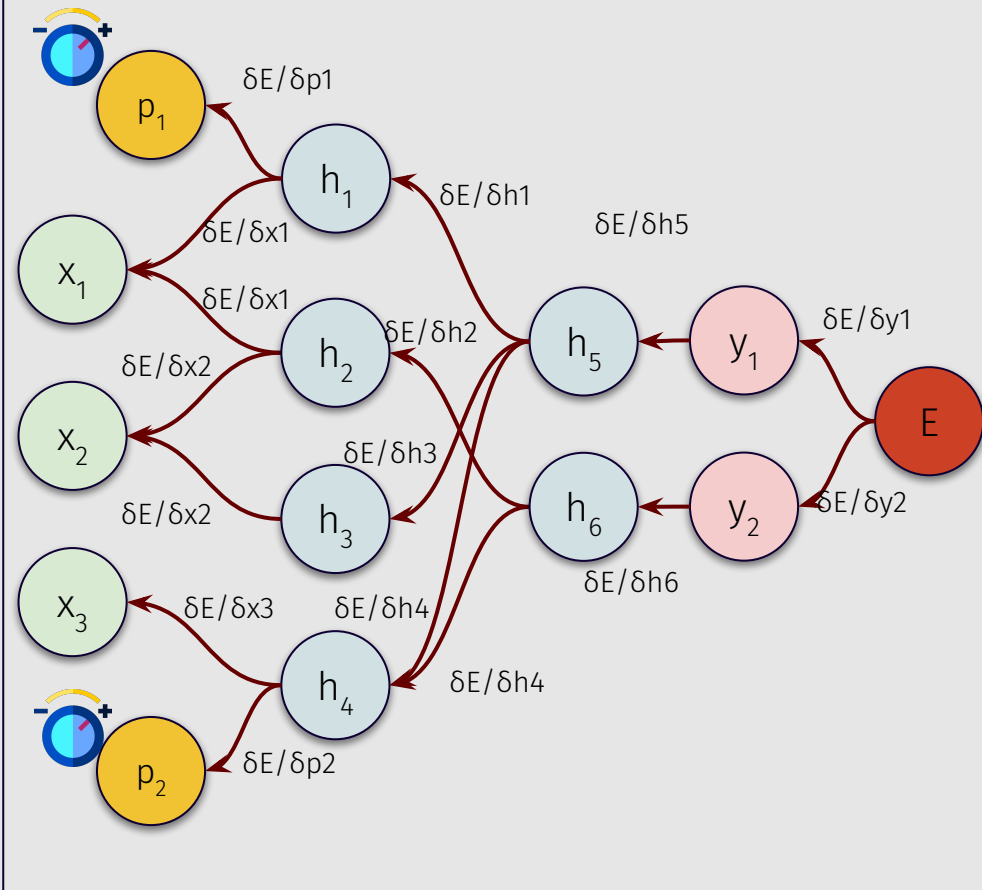 p₁
δE/δp1
h₁
δE/δh1
δE/δx1
δE/δh5
x₁
δE/δx1
δE/δh2
δE/δy1
h₂
h₅
y₁
δE/δx2
E
x₂
δE/δh3
δE/δx2
h₃
h₆
y₂
δE/δy2
δE/δh6
x₃
δE/δx3
δE/δh4
h₄
δE/δh4
p₂
δE/δp2